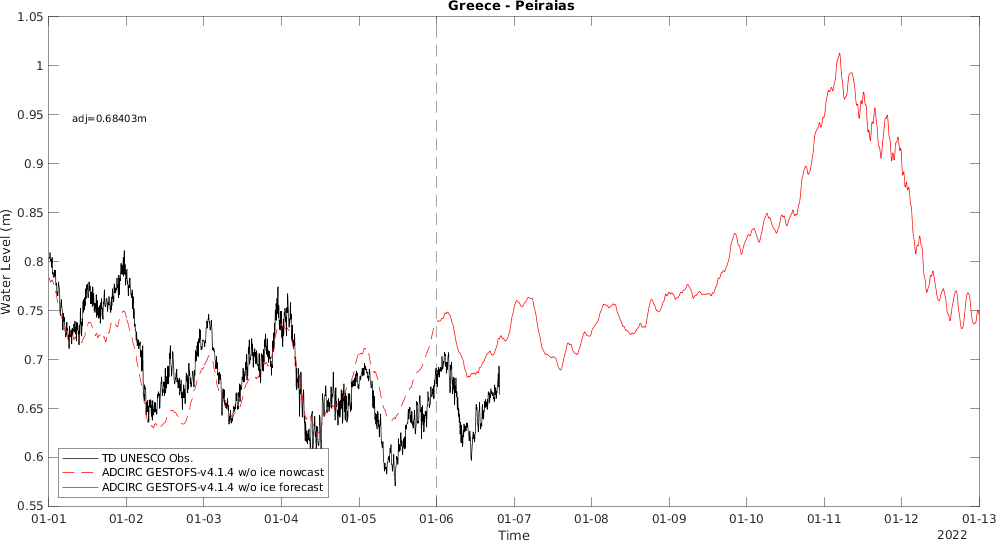 Greece - Peiraias
1.05
1
0.95
0.9
0.85
0.8
0.75
0.7
0.65
0.6
0.55
Water Level (m)
adj=0.68403m
TD UNESCO Obs.
ADCIRC GESTOFS-v4.1.4 w/o ice nowcast
ADCIRC GESTOFS-v4.1.4 w/o ice forecast
01-01 01-02 01-03 01-04 01-05 01-06 01-07 01-08 01-09 01-10 01-11 01-12 01-13
Time
2022